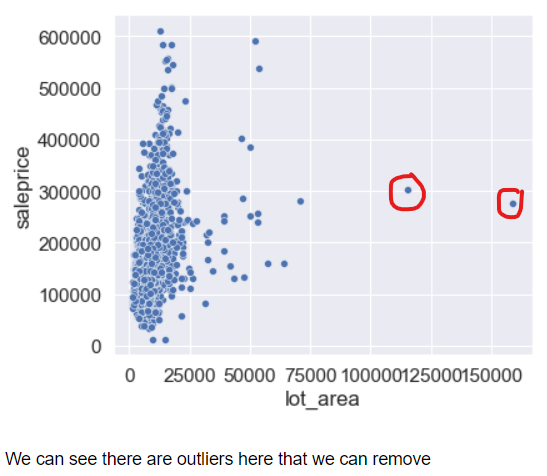 600000
500000
400000
300000
200000
100000
0
saleprice
0 25000 50000 75000 100000125000150000
lot_area
We can see there are outliers here that we can remove